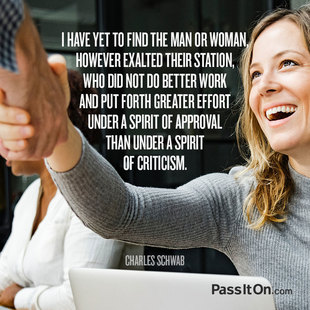 I HAVE YET TO FIND THE MAN OR WOMAN,
HOWEVER EXALTED THEIR STATION,
WHO DID NOT DO BETTER WORK
AND PUT FORTH GREATER EFFORT
UNDER A SPIRIT OF APPROVAL
THAN UNDER A SPIRIT
OF CRITICISM.
CHARLES SCHWAB
PassItOn.com